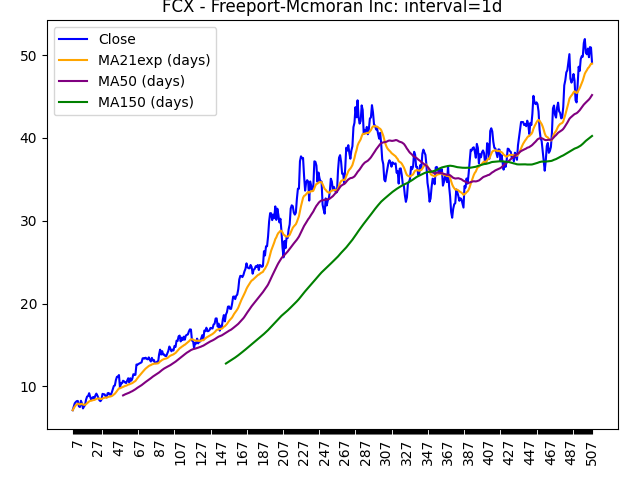 FCX - Freeport-Mcmoran Inc: interval=1d
Close
MA21exp (days)
MA50 (days)
MA150 (days)
50
40
30
20
10
7 27 47 67 87 107 127 147 167 187 207 227 247 267 287 307 327 347 367 387 407 427 447 467 487 507